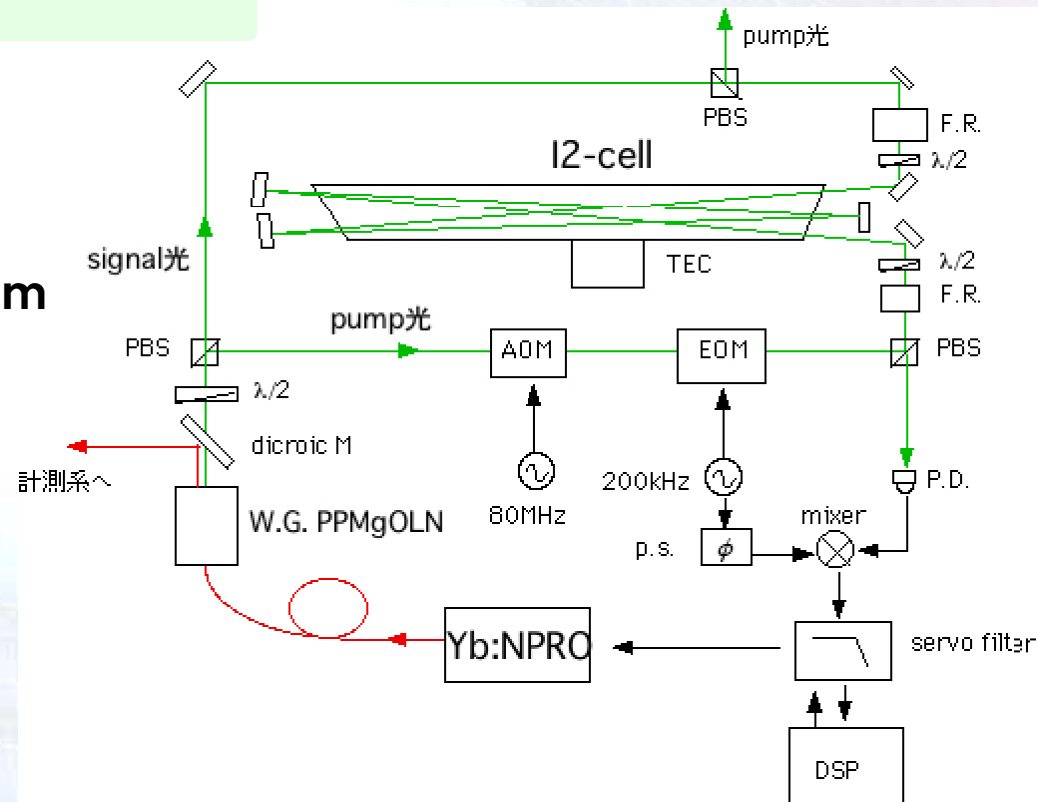 pump光
PBS
F.R.
λ/2
I2-cell
signal光
TEC
λ/2
F.R.
m
pump光
PBS
AOM
EOM
PBS
λ/2
dicroic M
計測系へ
200kHz
P.D.
80MHz
W.G. PPMgOLN
mixer
p.s.
ϕ
Yb:NPRO
servo filter
DSP